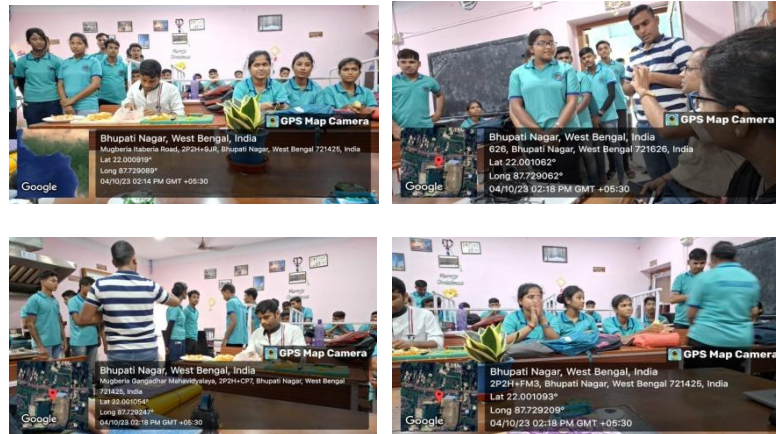 GPS Map Camera
Bhupati Nagar, West Bengal, India
Mugberia Itaberia Road, 2P2H+9JR, Bhupati Nagar, West Bengal 721425, India
Lat 22.000919°
Long 87.729089°
04/10/23 02:14 PM GMT +05:30
Google
GPS Map Camera
Bhupati Nagar, West Bengal, India
626, Bhupati Nagar, West Bengal 721626, India
Lat 22.001062°
Long 87.729062°
04/10/23 02:18 PM GMT +05:30
Google
Merry
Christmas
GPS Map Camera
Bhupati Nagar, West Bengal, India
Mugberia Gangadhar Mahavidyalaya, 2P2H+CP7, Bhupati Nagar, West Bengal
721425, India
Lat 22.001054°
Long 87.729247°
04/10/23 02:18 PM GMT +05:30
Google
Merry
Christmas
GPS Map Camera
Bhupati Nagar, West Bengal, India
2P2H+FM3, Bhupati Nagar, West Bengal 721425, India
Lat 22.001093°
Long 87.729209°
04/10/23 02:18 PM GMT +05:30
Google